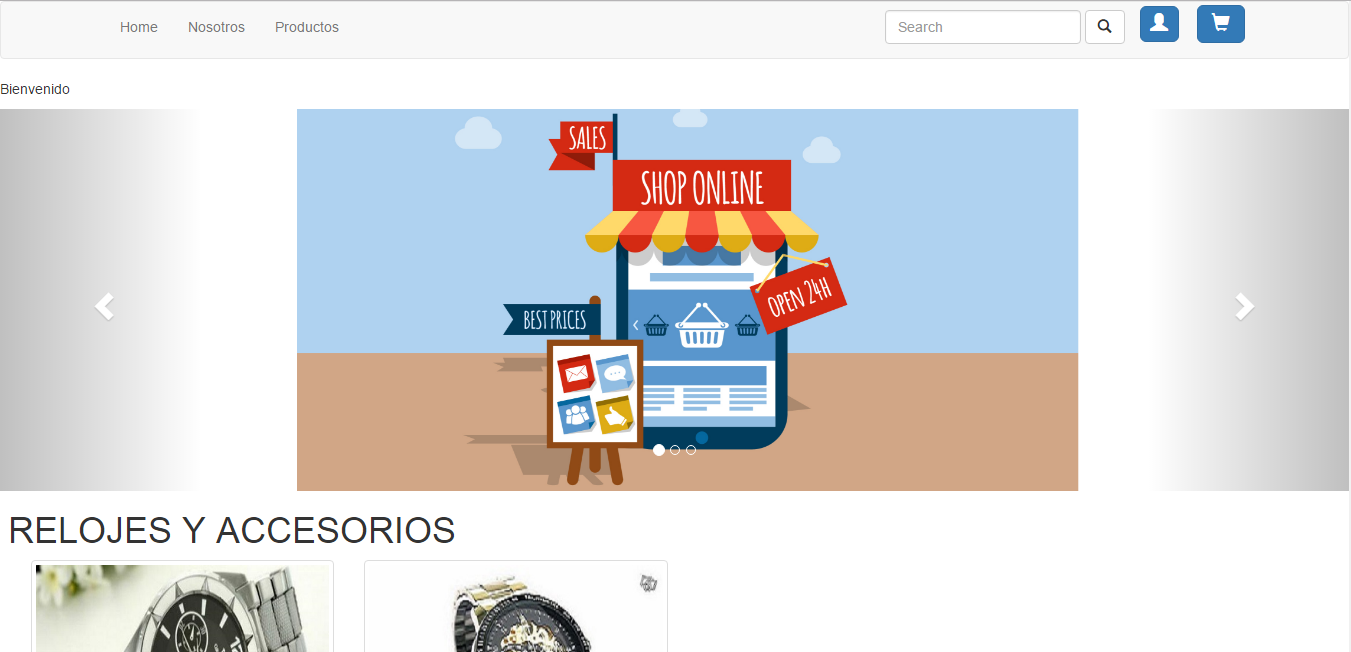 Home Nosotros Productos Search
Bienvenido
SALES
SHOP ONLINE
OPEN 24H
BEST PRICES
RELOJES Y ACCESORIOS